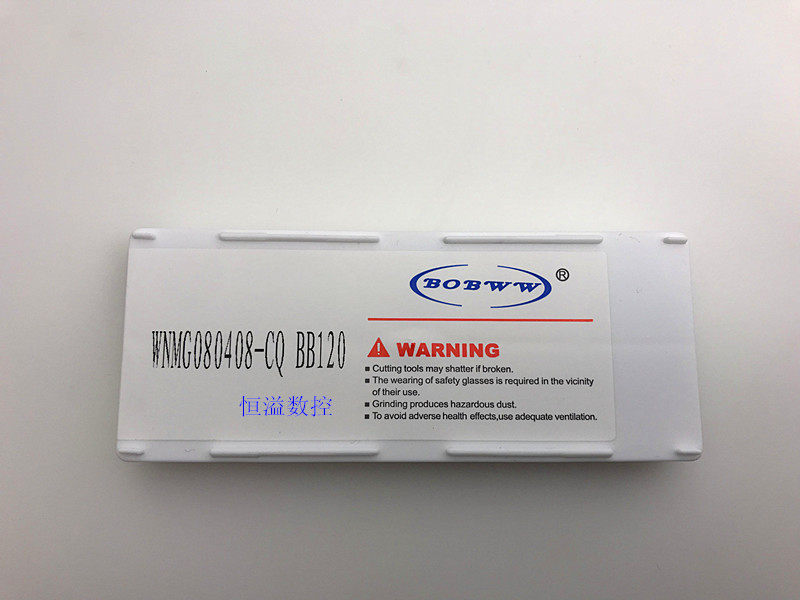 BOBWW®
WNMG080408-CQ BB120
恒溢数控
WARNING
■ Cutting tools may shatter if broken.
■ The wearing of safety glasses is required in the vicinity
of their use.
■ Grinding produces hazardous dust.
■ To avoid adverse health effects,use adequate ventilation.